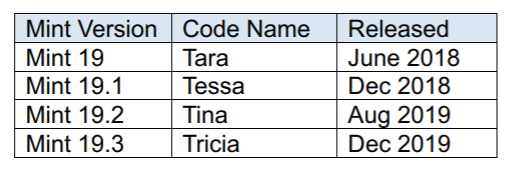 Mint Version Code Name Released
Mint 19 Tara June 2018
Mint 19.1 Tessa Dec 2018
Mint 19.2 Tina Aug 2019
Mint 19.3 Tricia Dec 2019